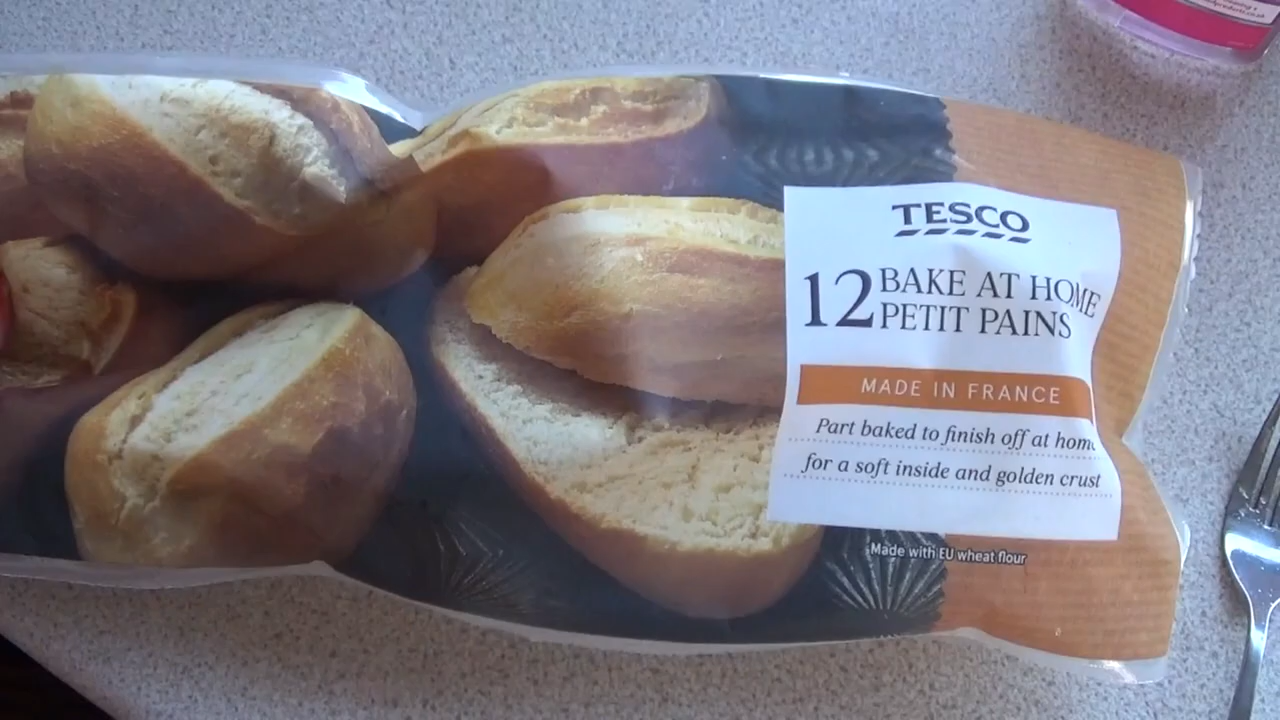 TESCO
12 BAKE AT HOME
PETIT PAINS
MADE IN FRANCE
Part baked to finish off at home
for a soft inside and golden crust
Made with EU wheat flour